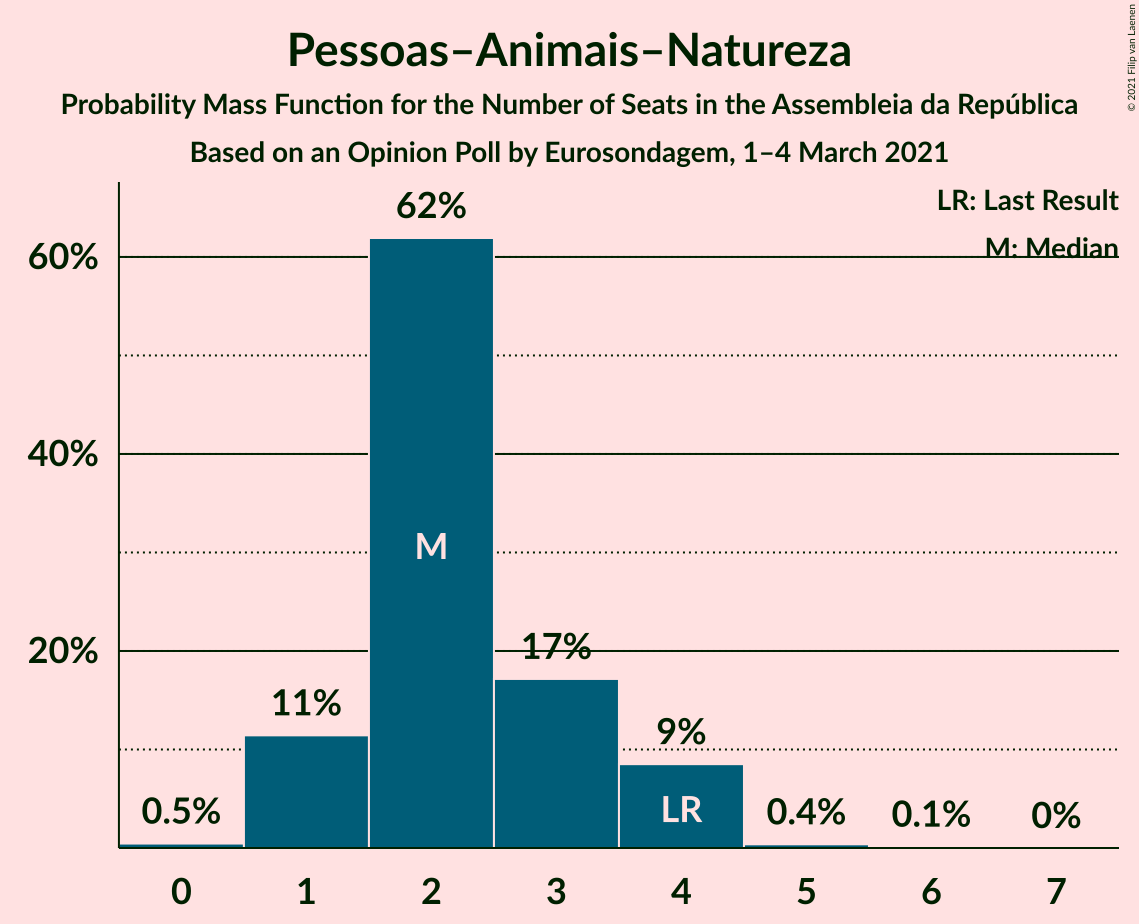 Pessoas–Animais–Natureza
Probability Mass Function for the Number of Seats in the Assembleia da República
Based on an Opinion Poll by Eurosondagem, 1–4 March 2021
© 2021 Filip van Laenen
LR: Last Result
M: Median
60%
40%
20%
0.5%
11%
62%
17%
9%
0.4%
0.1%
0%
M
LR
0 1 2 3 4 5 6 7